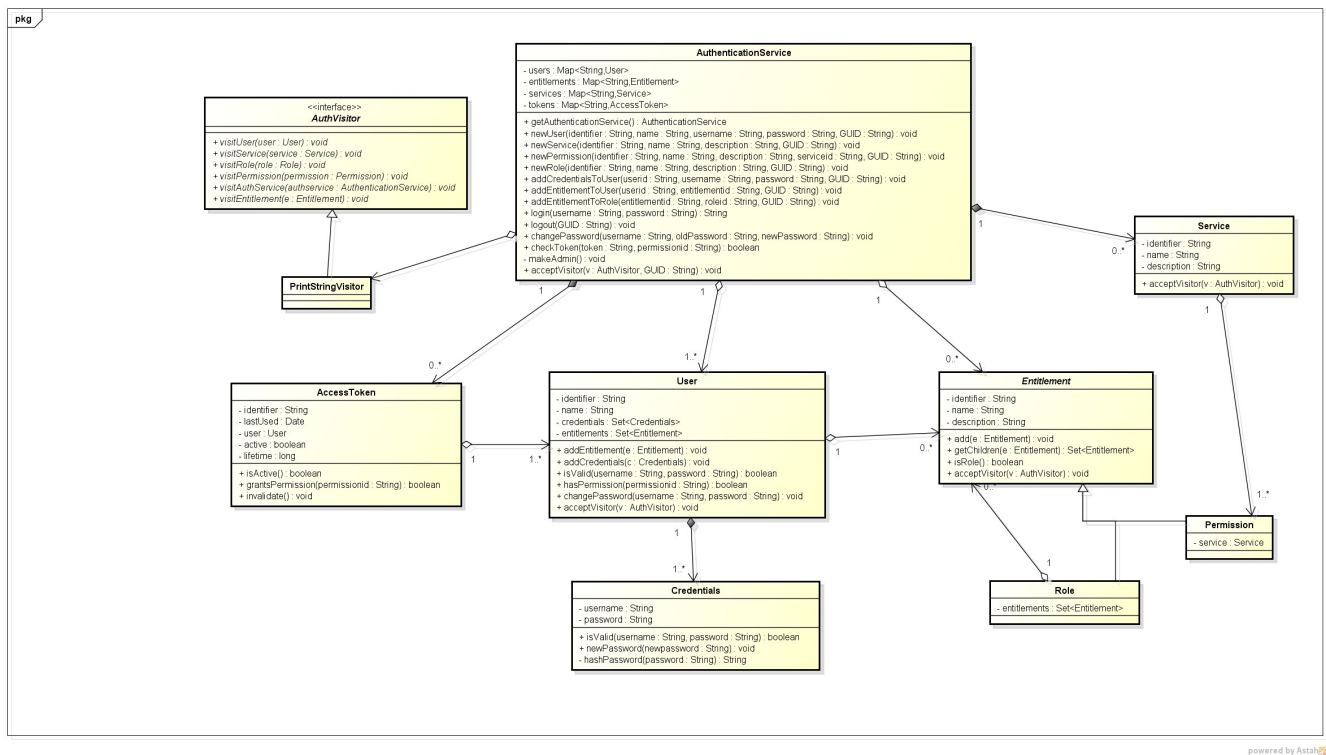 pkg
AuthenticationService
- users : Map<String,User>
- entitlements : Map<String,Entitlement>
- services : Map<String,Service>
- tokens : Map<String,AccessToken>
+ getAuthenticationService() : AuthenticationService
+ newUser(identifier : String, name : String, username : String, password : String, GUID : String) : void
+ newService(identifier : String, name : String, description : String, GUID : String) : void
+ newPermission(identifier : String, name : String, description : String, serviceid : String, GUID : String) : void
+ newRole(identifier : String, name : String, description : String, GUID : String) : void
+ addCredentialsToUser(userid : String, username : String, password : String, GUID : String) : void
+ addEntitlementToUser(userid : String, entitlementid : String, GUID : String) : void
+ addEntitlementToRole(entitlementid : String, roleid : String, GUID : String) : void
+ login(username : String, password : String) : String
+ logout(GUID : String) : void
+ changePassword(username : String, oldPassword : String, newPassword : String) : void
+ checkToken(token : String, permissionid : String) : boolean
- makeAdmin() : void
+ acceptVisitor(v : AuthVisitor, GUID : String) : void
<<interface>>
AuthVisitor
+ visitUser(user : User) : void
+ visitService(service : Service) : void
+ visitRole(role : Role) : void
+ visitPermission(permission : Permission) : void
+ visitAuthService(authservice : AuthenticationService) : void
+ visitEntitlement(e : Entitlement) : void
PrintStringVisitor
1
0..*
Service
- identifier : String
- name : String
- description : String
+ acceptVisitor(v : AuthVisitor) : void
1
1
1
1
0..*
1..*
0..*
AccessToken
- identifier : String
- lastUsed : Date
- user : User
- active : boolean
- lifetime : long
+ isActive() : boolean
+ grantsPermission(permissionid : String) : boolean
+ invalidate() : void
1
1..*
User
- identifier : String
- name : String
- credentials : Set<Credentials>
- entitlements : Set<Entitlement>
+ addEntitlement(e : Entitlement) : void
+ addCredentials(c : Credentials) : void
+ isValid(username : String, password : String) : boolean
+ hasPermission(permissionid : String) : boolean
+ changePassword(username : String, password : String) : void
+ acceptVisitor(v : AuthVisitor) : void
1
0..*
Entitlement
- identifier : String
- name : String
- description : String
+ add(e : Entitlement) : void
+ getChildren(e : Entitlement) : Set<Entitlement>
+ isRole() : boolean
+ acceptVisitor(v : AuthVisitor) : void
0..*
1..*
Permission
- service : Service
1
1..*
1
Credentials
- username : String
- password : String
+ isValid(username : String, password : String) : boolean
+ newPassword(newpassword : String) : void
- hashPassword(password : String) : String
Role
- entitlements : Set<Entitlement>
powered by Astah